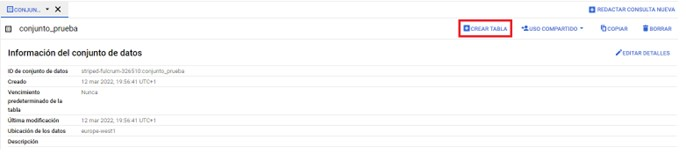 CONJUN...
REDACTAR CONSULTA NUEVA
conjunto_prueba
CREAR TABLA
USO COMPARTIDO
COPIAR
BORRAR
Información del conjunto de datos
EDITAR DETALLES
ID de conjunto de datos striped-fulcrum-326510:conjunto_prueba
Creado 12 mar 2022, 19:56:41 UTC+1
Vencimiento Nunca
predeterminado de la
tabla
Última modificación 12 mar 2022, 19:56:41 UTC+1
Ubicación de los datos europe-west1
Descripción